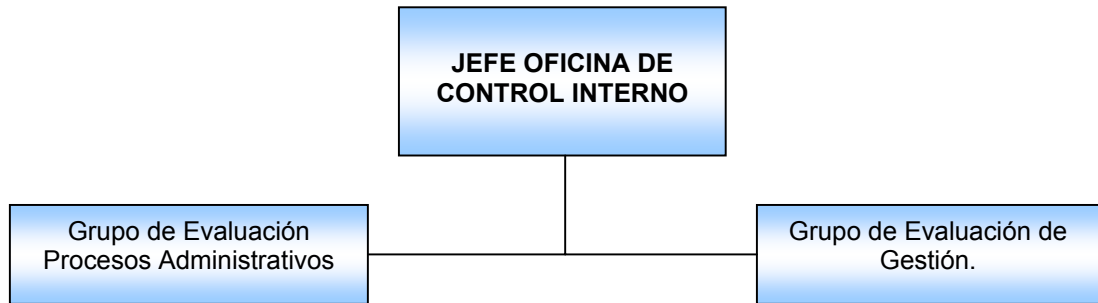 JEFE OFICINA DE
CONTROL INTERNO
Grupo de Evaluación
Procesos Administrativos
Grupo de Evaluación de
Gestión.